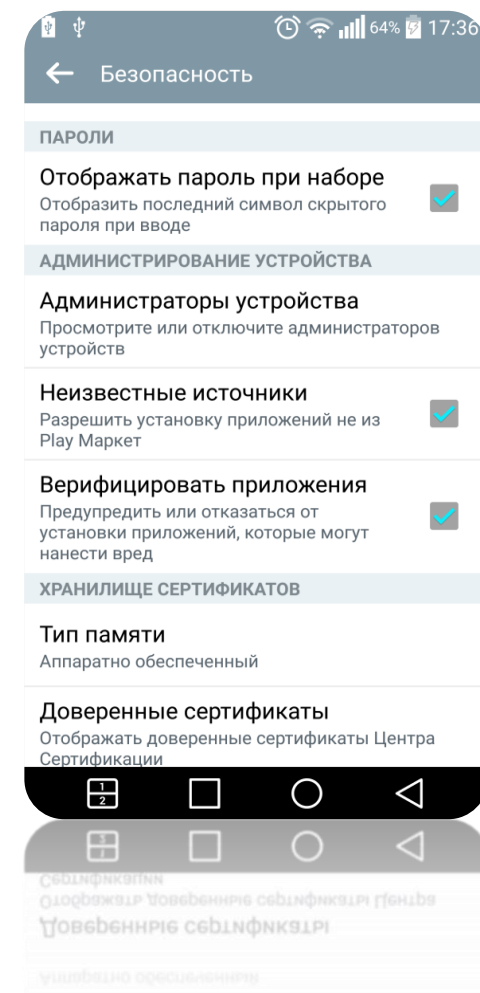 64% 17:36
Безопасность
ПАРОЛИ
Отображать пароль при наборе
Отобразить последний символ скрытого
пароля при вводе
АДМИНИСТРИРОВАНИЕ УСТРОЙСТВА
Администраторы устройства
Просмотрите или отключите администраторов
устройств
Неизвестные источники
Разрешить установку приложений не из
Play Маркет
Верифицировать приложения
Предупредить или отказаться от
установки приложений, которые могут
нанести вред
ХРАНИЛИЩЕ СЕРТИФИКАТОВ
Тип памяти
Аппаратно обеспеченный
Доверенные сертификаты
Отображать доверенные сертификаты Центра
Сертификации
1
2